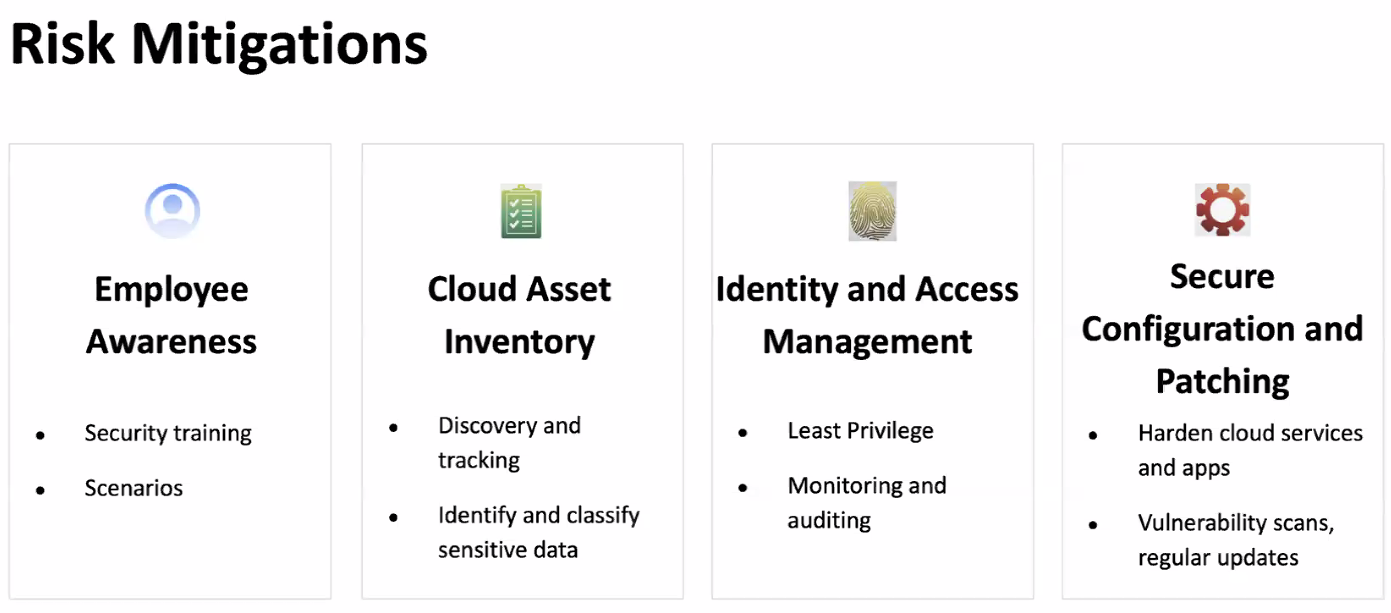 Risk Mitigations
Employee
Awareness
• Security training
• Scenarios
Cloud Asset
Inventory
• Discovery and
tracking
• Identify and classify
sensitive data
Identity and Access
Management
• Least Privilege
• Monitoring and
auditing
Secure
Configuration and
Patching
• Harden cloud services
and apps
• Vulnerability scans,
regular updates